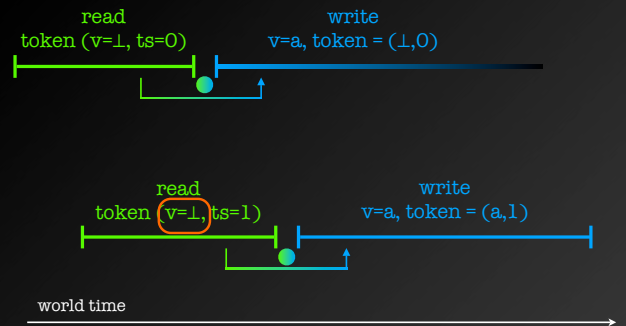 read
token (v=⊥, ts=0)
write
v=a, token = (⊥,0)
read
token (v=⊥, ts=1)
write
v=a, token = (a,1)
world time